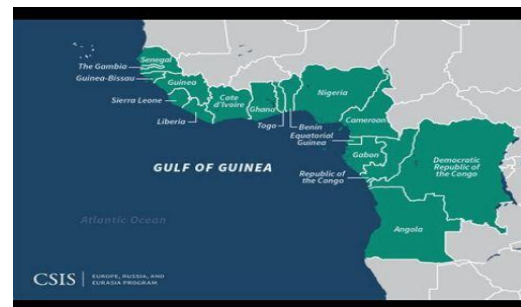 Senegal
The Gambia
Guinea-Bissau
Guinea
Sierra Leone
Liberia
Cote
d'Ivoire
Ghana
Togo
Benin
Nigeria
Cameroon
Equatorial
Guinea
Gabon
Republic of
the Congo
Democratic
Republic of
the Congo
Angola
GULF OF GUINEA
Atlantic Ocean
CSIS
EUROPE, RUSSIA, AND
EURASIA PROGRAM